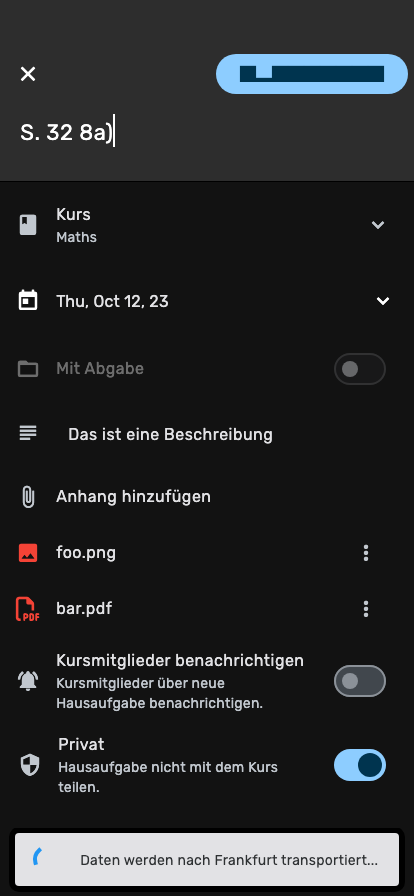 S. 32 8a)
Kurs
Maths
Thu, Oct 12, 23
Mit Abgabe
Das ist eine Beschreibung
Anhang hinzufügen
foo.png
PDF
bar.pdf
Kursmitglieder benachrichtigen
Kursmitglieder über neue
Hausaufgabe benachrichtigen.
Privat
Hausaufgabe nicht mit dem Kurs
teilen.
Daten werden nach Frankfurt transportiert...